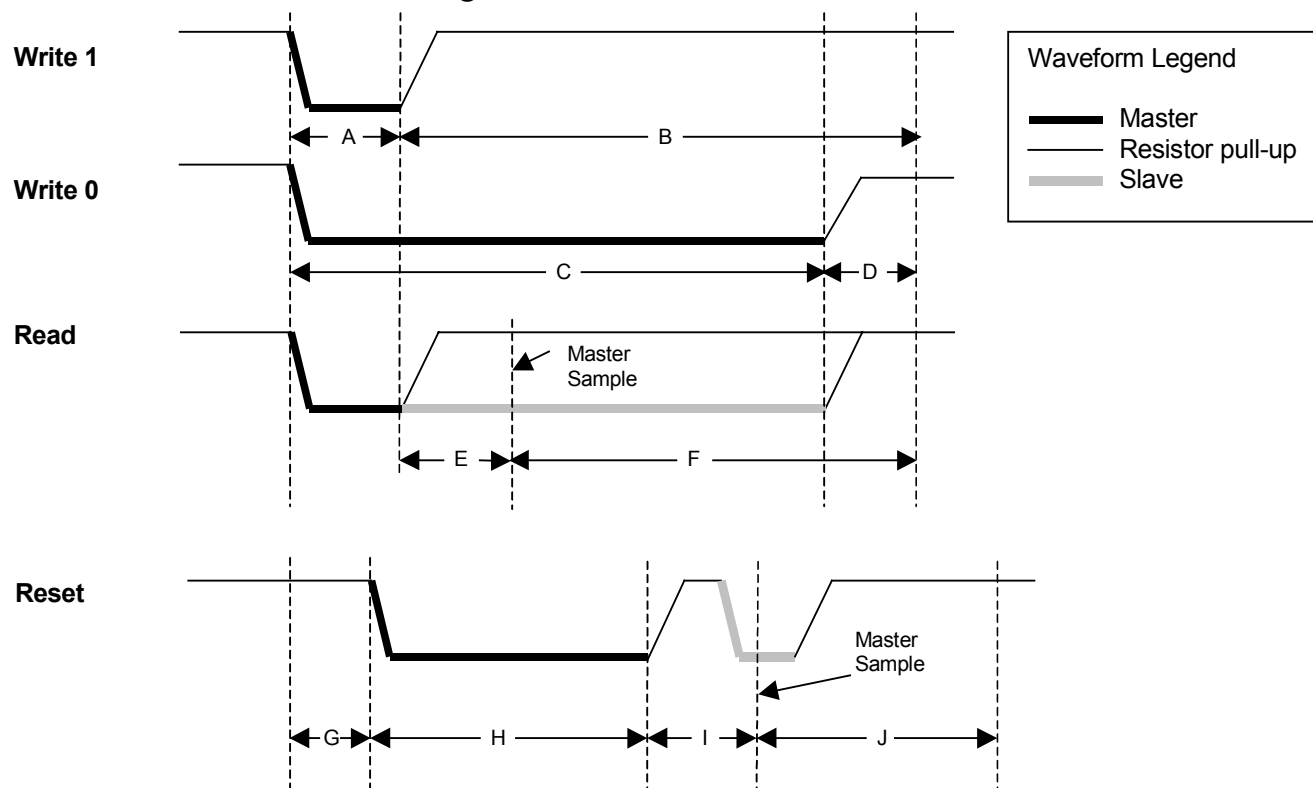 Write 1
Waveform Legend
Master
Resistor pull-up
Slave
A
B
Write 0
C
D
Read
Master
Sample
E
F
Reset
Master
Sample
G
H
I
J